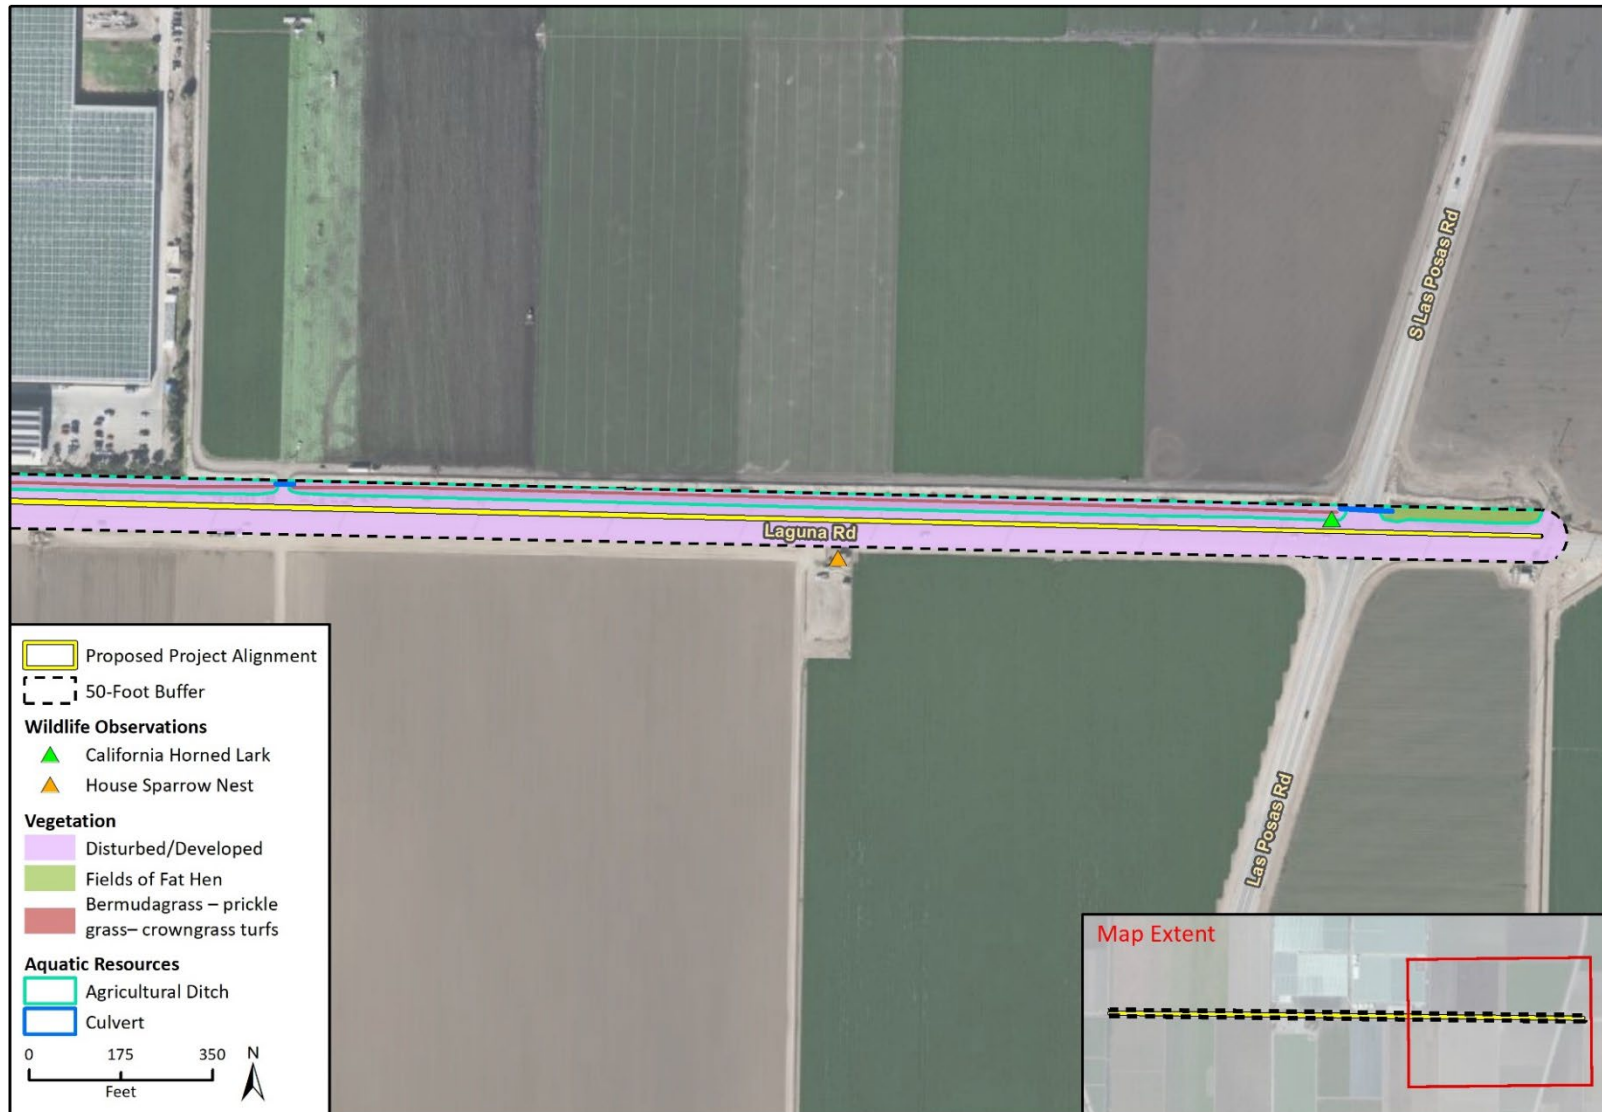 S Las Posas Rd
Laguna Rd
Las Posas Rd
Proposed Project Alignment
50-Foot Buffer
Wildlife Observations
California Horned Lark
House Sparrow Nest
Vegetation
Disturbed/Developed
Fields of Fat Hen
Bermudagrass – prickle
grass– crowngrass turfs
Aquatic Resources
Agricultural Ditch
Culvert
0 175 350
Feet
N
Map Extent